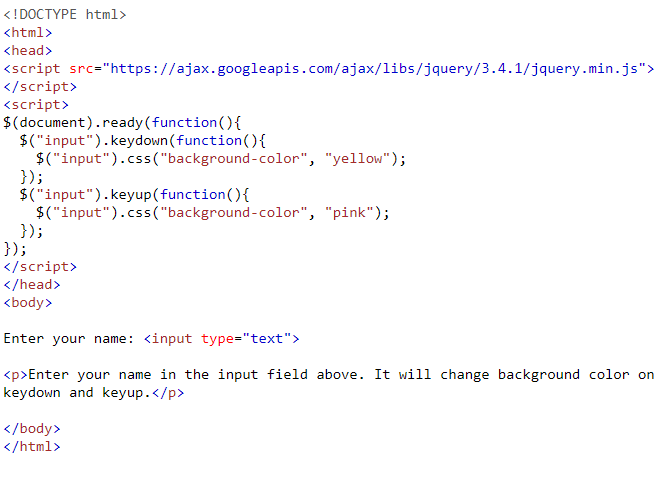 <!DOCTYPE html>
<html>
<head>
<script src="https://ajax.googleapis.com/ajax/libs/jquery/3.4.1/jquery.min.js">
</script>
<script>
$(document).ready(function(){
  $("input").keydown(function(){
    $("input").css("background-color", "yellow");
  });
  $("input").keyup(function(){
    $("input").css("background-color", "pink");
  });
});
</script>
</head>
<body>

Enter your name: <input type="text">

<p>Enter your name in the input field above. It will change background color on
keydown and keyup.</p>

</body>
</html>